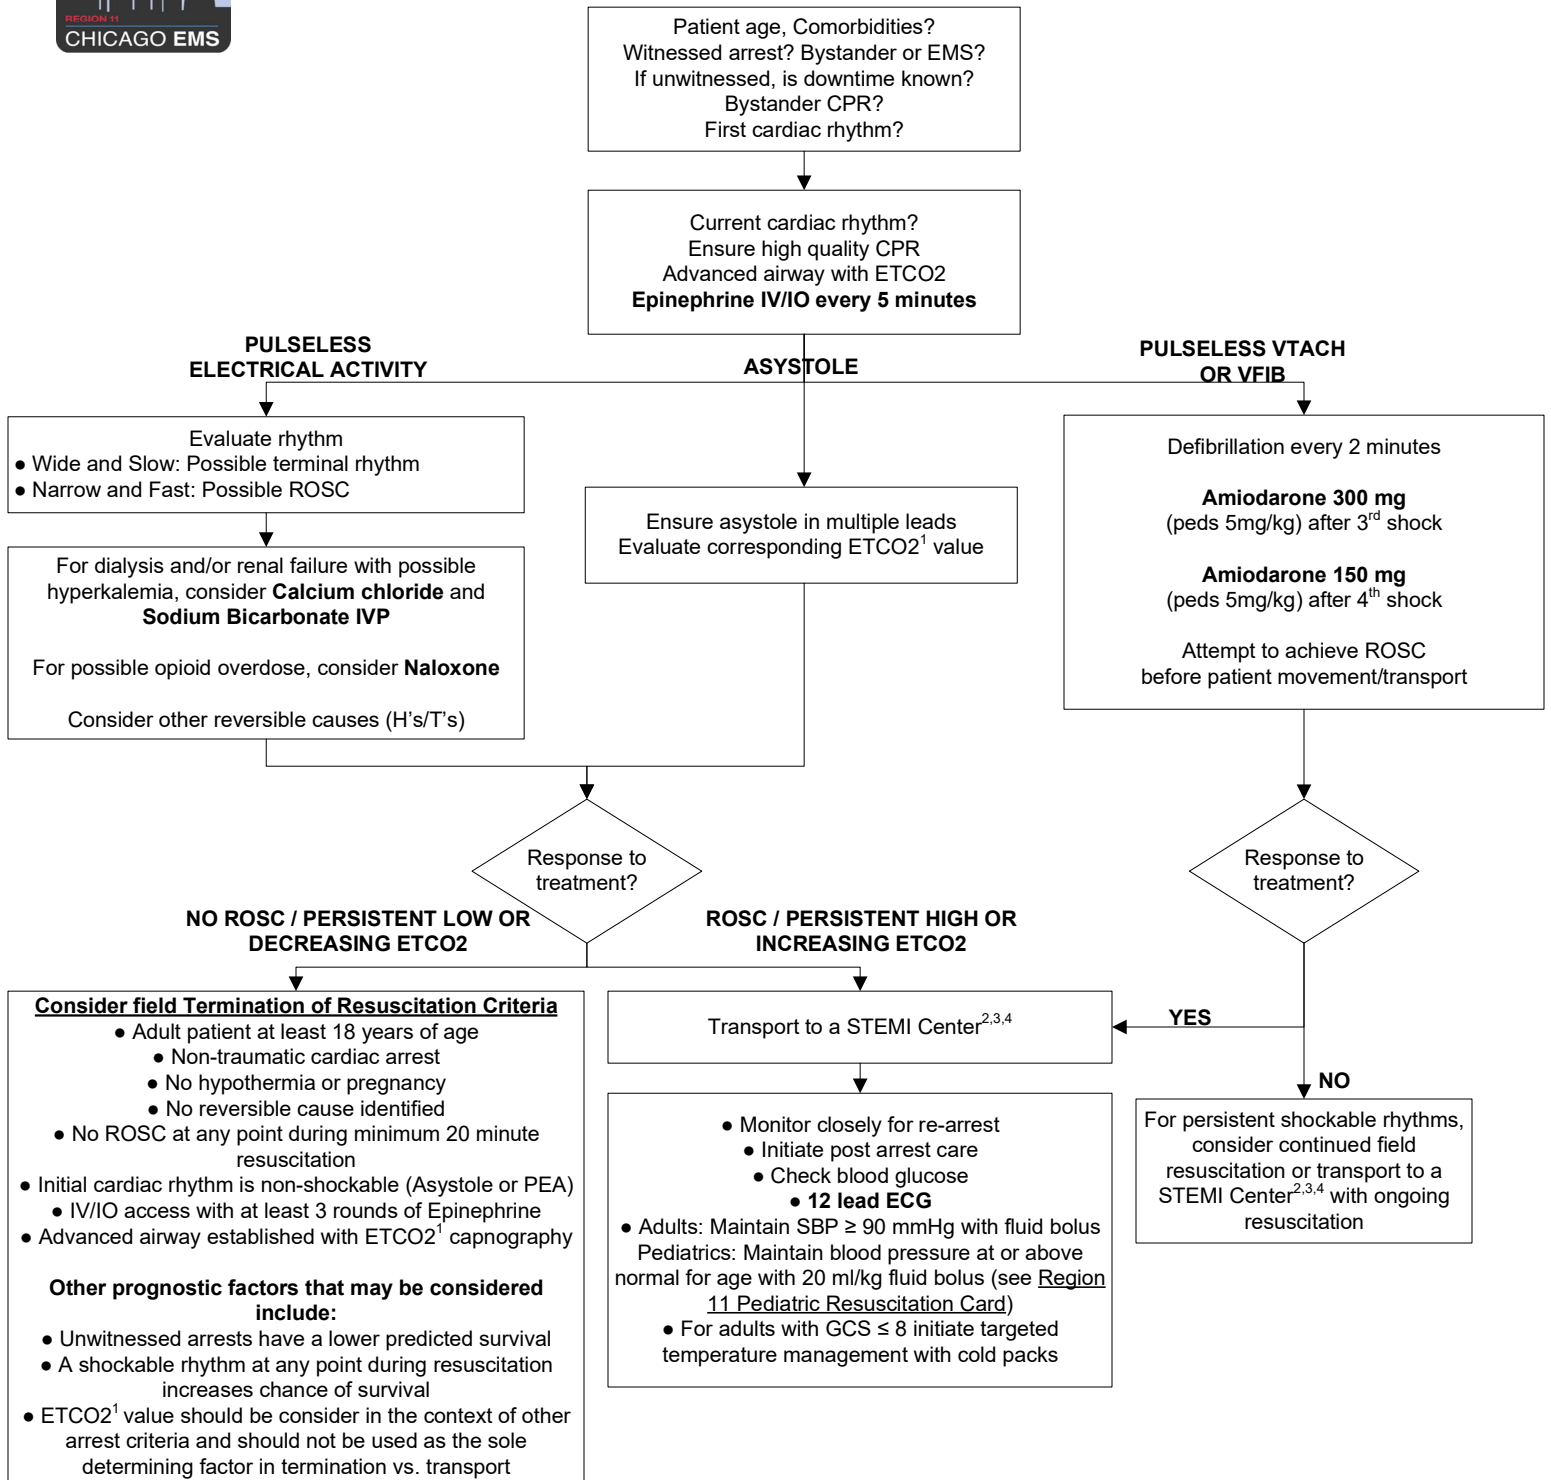 REGION 11
CHICAGO EMS
Patient age, Comorbidities?
Witnessed arrest? Bystander or EMS?
If unwitnessed, is downtime known?
Bystander CPR?
First cardiac rhythm?
Current cardiac rhythm?
Ensure high quality CPR
Advanced airway with ETCO2
Epinephrine IV/IO every 5 minutes
PULSELESS
ELECTRICAL ACTIVITY
ASYSTOLE
PULSELESS VTACH
OR VFIB
Evaluate rhythm
● Wide and Slow: Possible terminal rhythm
● Narrow and Fast: Possible ROSC
For dialysis and/or renal failure with possible
hyperkalemia, consider Calcium chloride and
Sodium Bicarbonate IVP
For possible opioid overdose, consider Naloxone
Consider other reversible causes (H's/T's)
Ensure asystole in multiple leads
Evaluate corresponding ETCO2¹ value
Defibrillation every 2 minutes
Amiodarone 300 mg
(peds 5mg/kg) after 3rd shock
Amiodarone 150 mg
(peds 5mg/kg) after 4th shock
Attempt to achieve ROSC
before patient movement/transport
Response to
treatment?
Response to
treatment?
NO ROSC / PERSISTENT LOW OR
DECREASING ETCO2
ROSC / PERSISTENT HIGH OR
INCREASING ETCO2
Consider field Termination of Resuscitation Criteria
● Adult patient at least 18 years of age
● Non-traumatic cardiac arrest
● No hypothermia or pregnancy
● No reversible cause identified
● No ROSC at any point during minimum 20 minute
resuscitation
● Initial cardiac rhythm is non-shockable (Asystole or PEA)
● IV/IO access with at least 3 rounds of Epinephrine
● Advanced airway established with ETCO2¹ capnography
Other prognostic factors that may be considered
include:
● Unwitnessed arrests have a lower predicted survival
● A shockable rhythm at any point during resuscitation
increases chance of survival
● ETCO2¹ value should be consider in the context of other
arrest criteria and should not be used as the sole
determining factor in termination vs. transport
Transport to a STEMI Center²,³,⁴
● Monitor closely for re-arrest
● Initiate post arrest care
● Check blood glucose
● 12 lead ECG
● Adults: Maintain SBP ≥ 90 mmHg with fluid bolus
Pediatrics: Maintain blood pressure at or above
normal for age with 20 ml/kg fluid bolus (see Region
11 Pediatric Resuscitation Card)
● For adults with GCS ≤ 8 initiate targeted
temperature management with cold packs
YES
NO
For persistent shockable rhythms,
consider continued field
resuscitation or transport to a
STEMI Center²,³,⁴ with ongoing
resuscitation